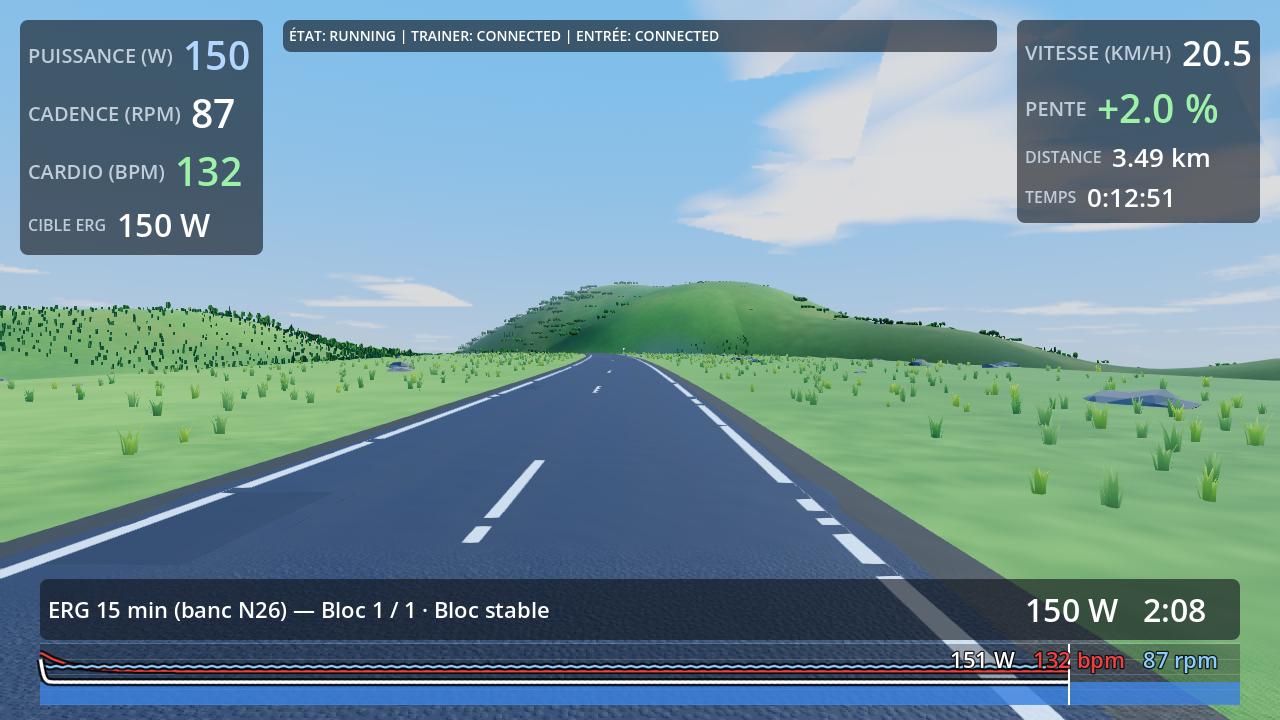 PUISSANCE (W) 150
CADENCE (RPM) 87
CARDIO (BPM) 132
CIBLE ERG 150 W
ÉTAT: RUNNING | TRAINER: CONNECTED | ENTRÉE: CONNECTED
VITESSE (KM/H) 20.5
PENTE +2.0 %
DISTANCE 3.49 km
TEMPS 0:12:51
ERG 15 min (banc N26) — Bloc 1 / 1 · Bloc stable 150 W 2:08
151 W 132 bpm 87 rpm